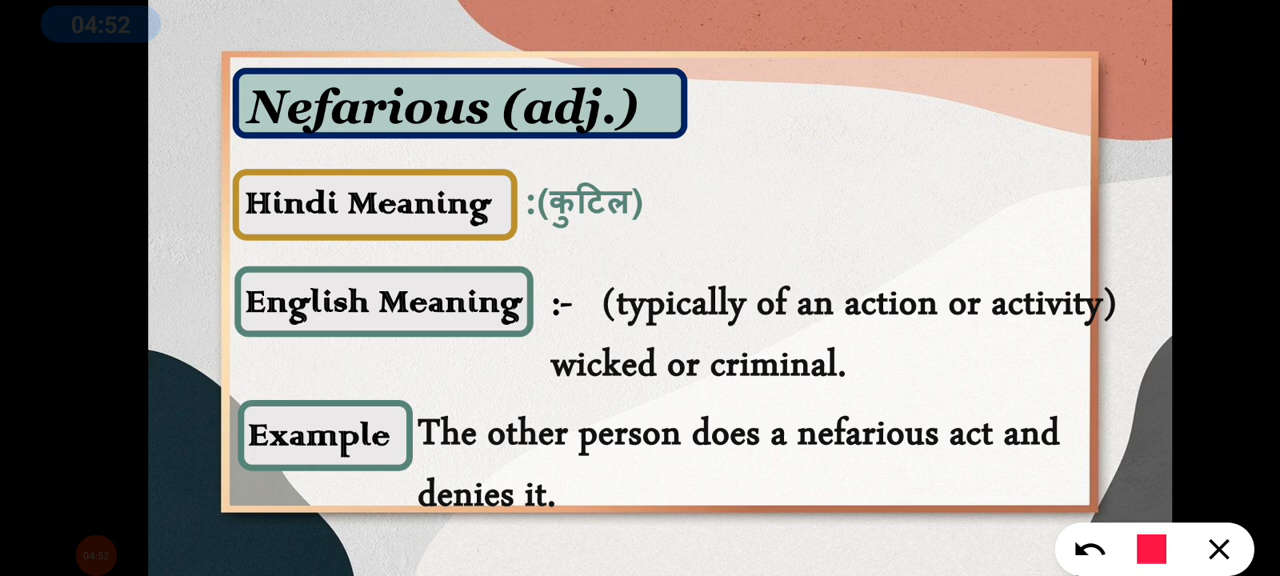 04:52
Nefarious (adj.)
Hindi Meaning :(कुटिल)
English Meaning :- (typically of an action or activity)
wicked or criminal.
Example The other person does a nefarious act and
denies it.
04:52